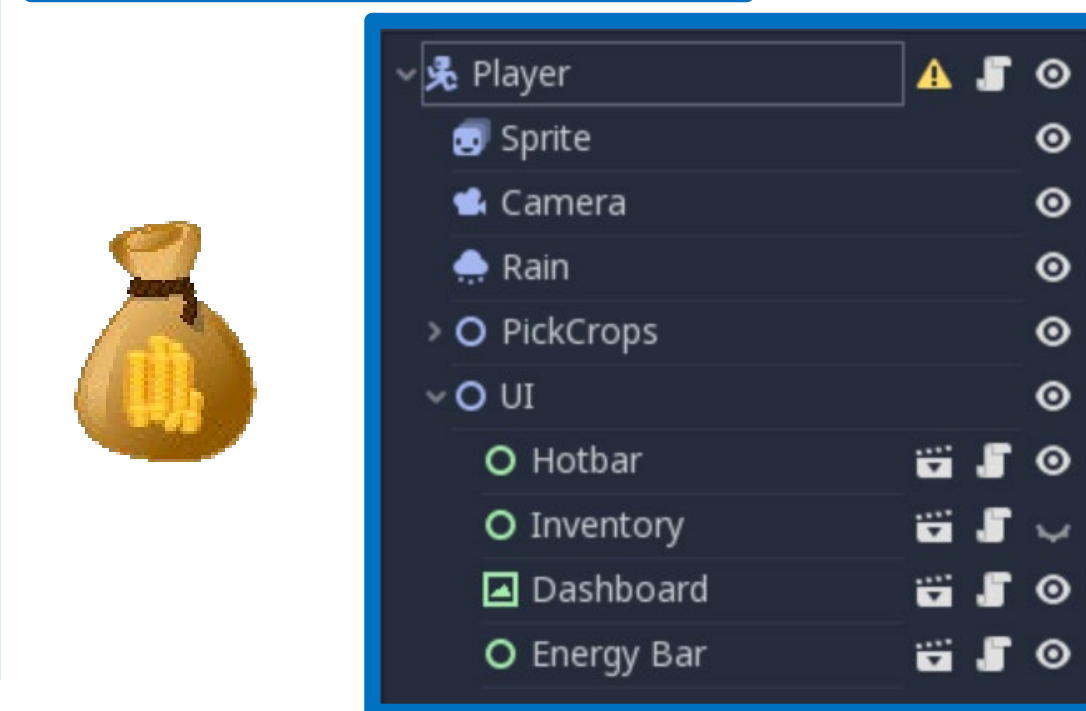 Player
Sprite
Camera
Rain
PickCrops
UI
Hotbar
Inventory
Dashboard
Energy Bar